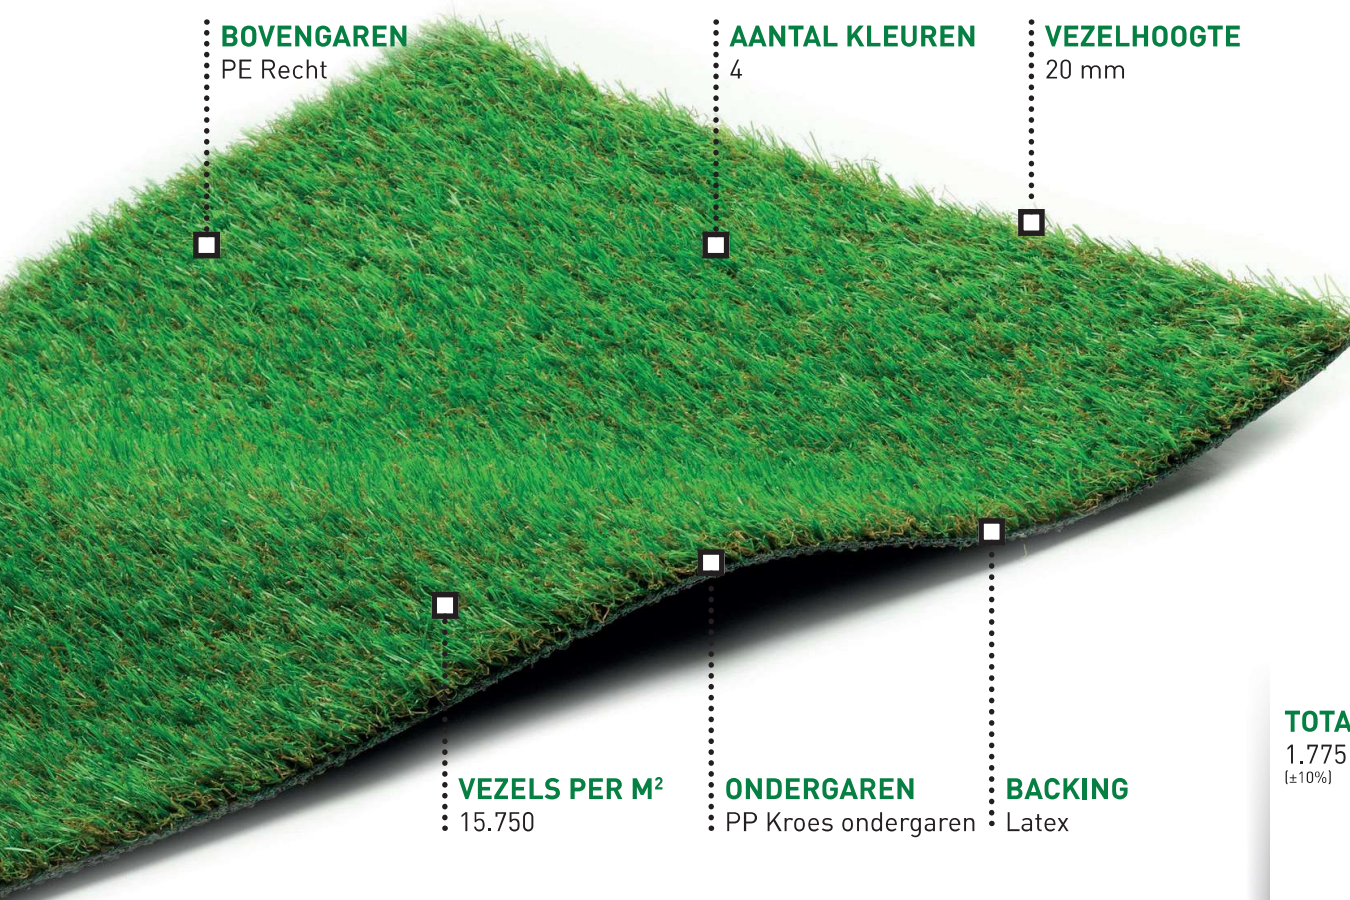 BOVENGAREN
PE Recht
AANTAL KLEUREN
4
VEZELHOOGTE
20 mm
VEZELS PER M²
15.750
ONDERGAREN
PP Kroes ondergaren
BACKING
Latex
TOTA
1.775
(±10%)